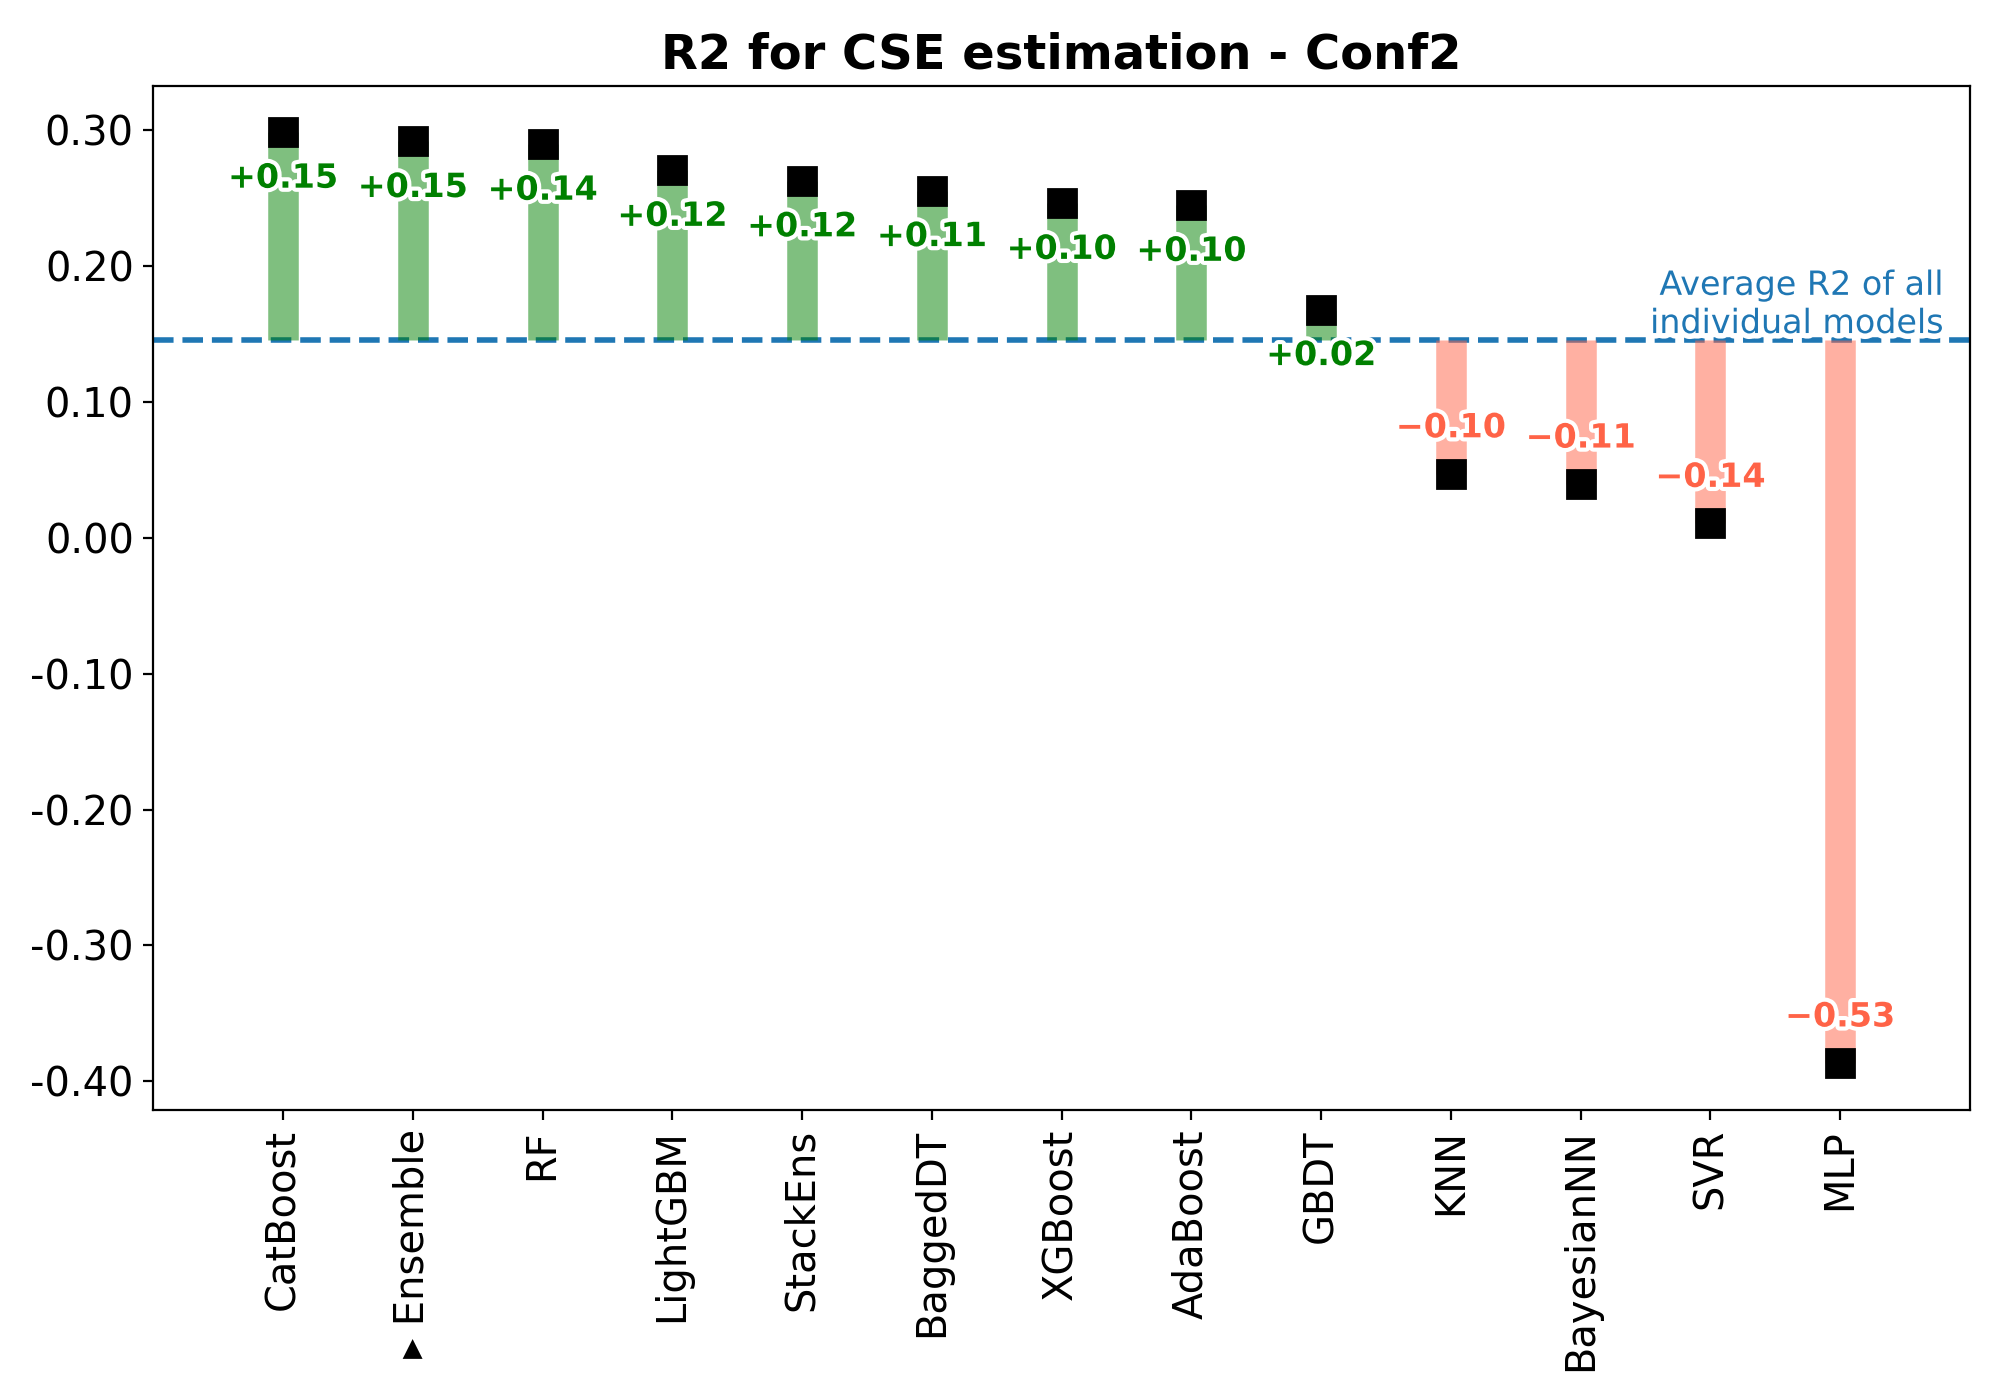 R2 for CSE estimation - Conf2
0.30
0.20
0.10
0.00
-0.10
-0.20
-0.30
-0.40
+0.15
+0.15
+0.14
+0.12
+0.12
+0.11
+0.10
+0.10
+0.02
−0.10
−0.11
−0.14
−0.53
Average R2 of all
individual models
CatBoost
► Ensemble
RF
LightGBM
StackEns
BaggedDT
XGBoost
AdaBoost
GBDT
KNN
BayesianNN
SVR
MLP